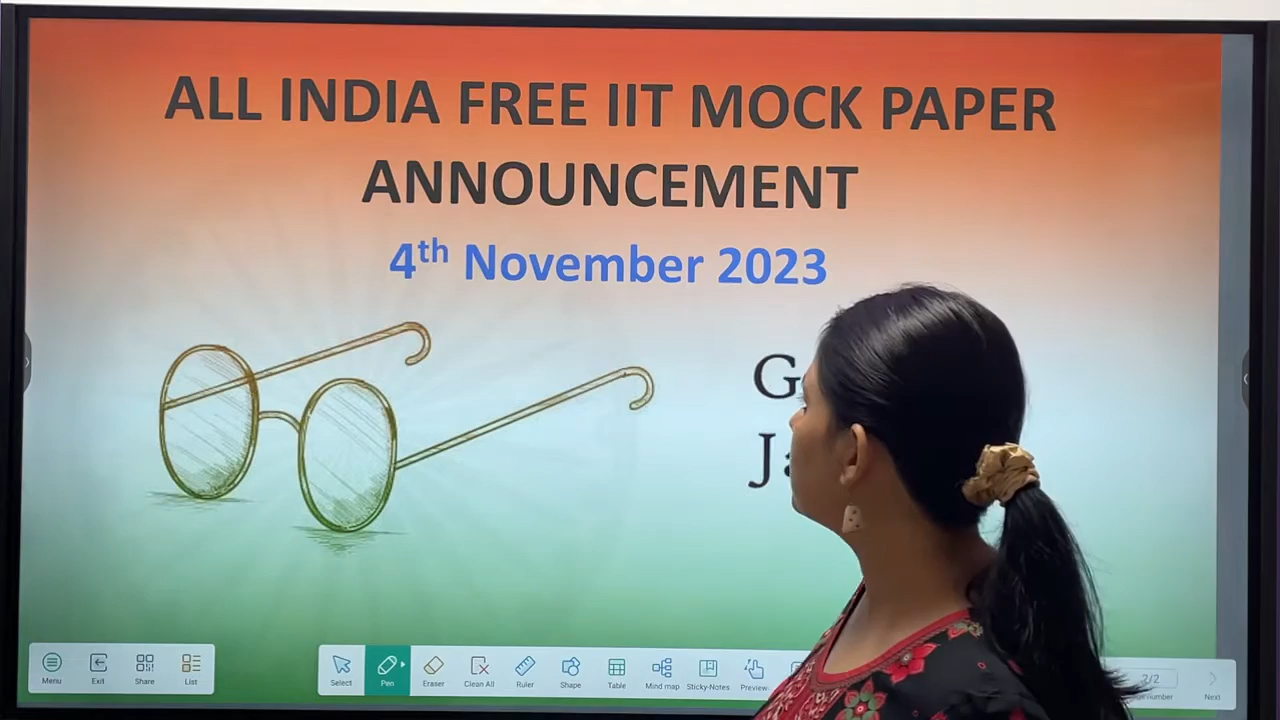 ALL INDIA FREE IIT MOCK PAPER
ANNOUNCEMENT
4th November 2023
Menu
Exit
Share
List
Select
Pen
Eraser
Clean All
Ruler
Shape
Table
Mind map
Sticky-Notes
Preview
2/2
Next